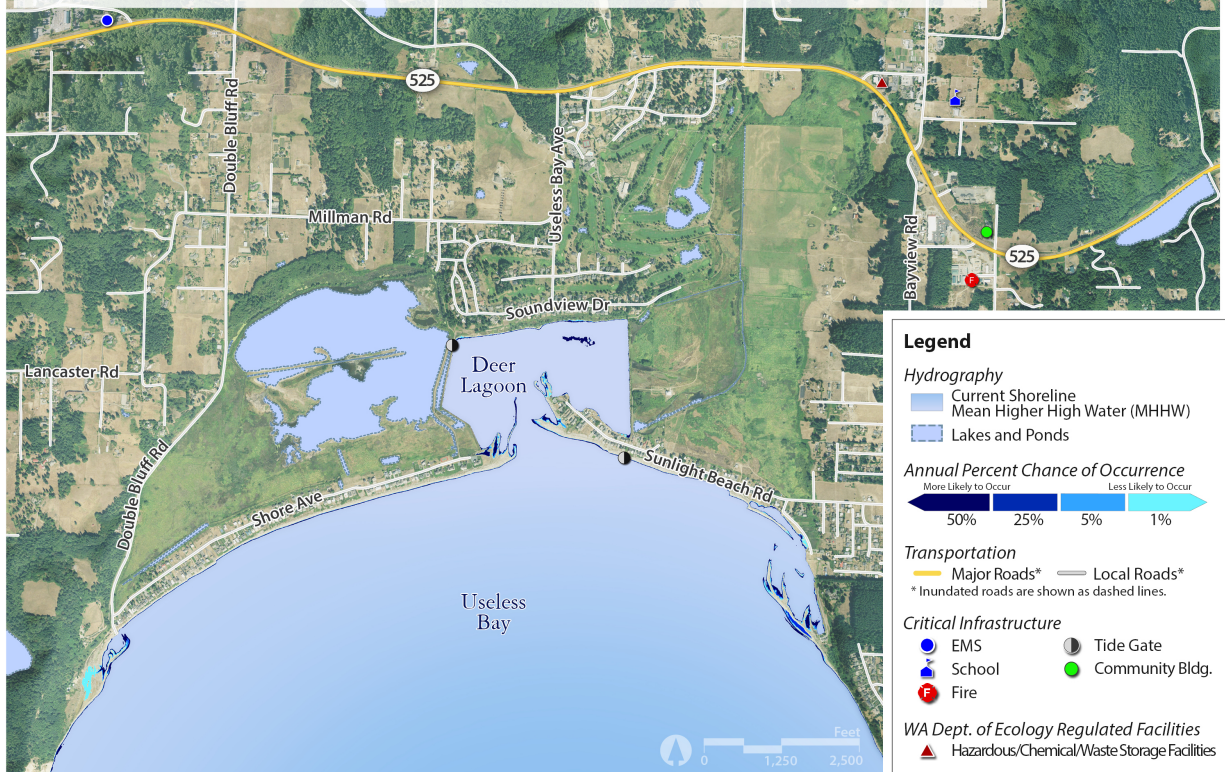 525
Double Bluff Rd
Useless Bay Ave
Millman Rd
Bayview Rd
525
F
Soundview Dr
Deer
Lagoon
Lancaster Rd
Double Bluff Rd
Shore Ave
Sunlight Beach Rd
Useless
Bay
Feet
0 1,250 2,500
Legend
Hydrography
Current Shoreline
Mean Higher High Water (MHHW)
Lakes and Ponds
Annual Percent Chance of Occurrence
More Likely to Occur Less Likely to Occur
50% 25% 5% 1%
Transportation
Major Roads* Local Roads*
* Inundated roads are shown as dashed lines.
Critical Infrastructure
EMS Tide Gate
School Community Bldg.
F Fire
WA Dept. of Ecology Regulated Facilities
Hazardous/Chemical/Waste Storage Facilities